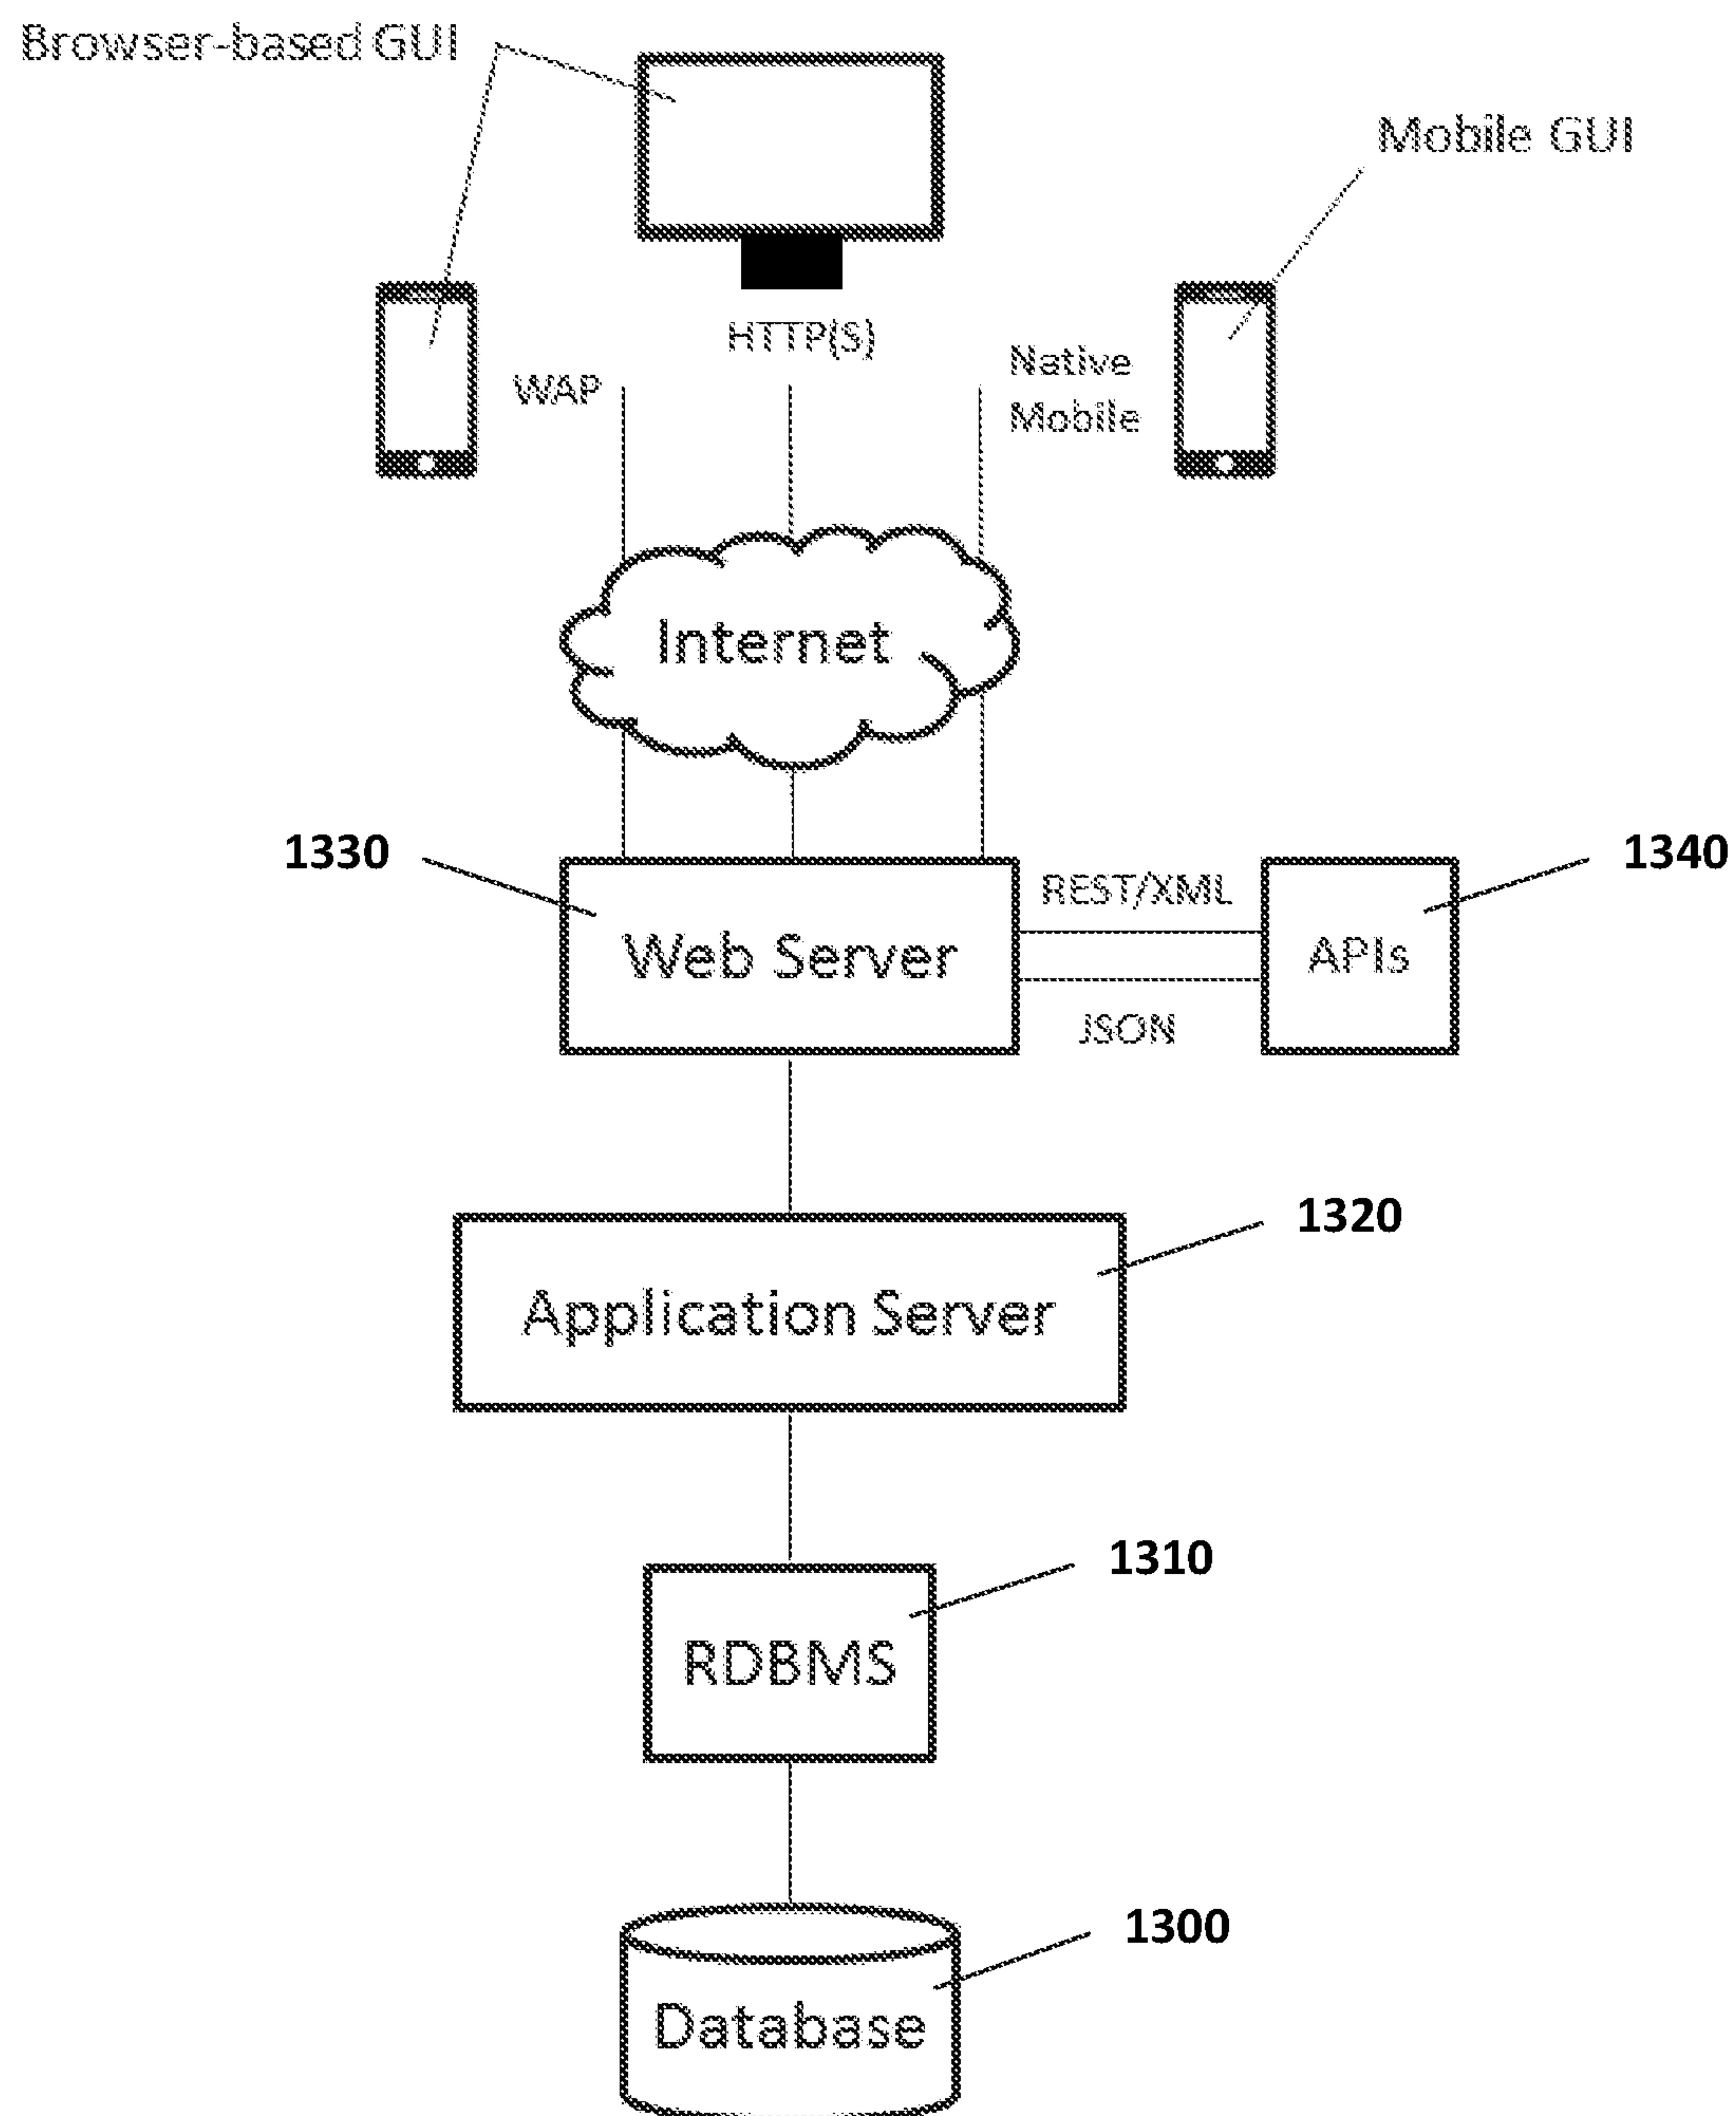 Browser-based GUI
Mobile GUI
HTTP(S)
WAP
Native
Mobile
Internet
1330
1340
REST/XML
Web Server
APIs
JSON
1320
Application Server
1310
RDBMS
1300
Database